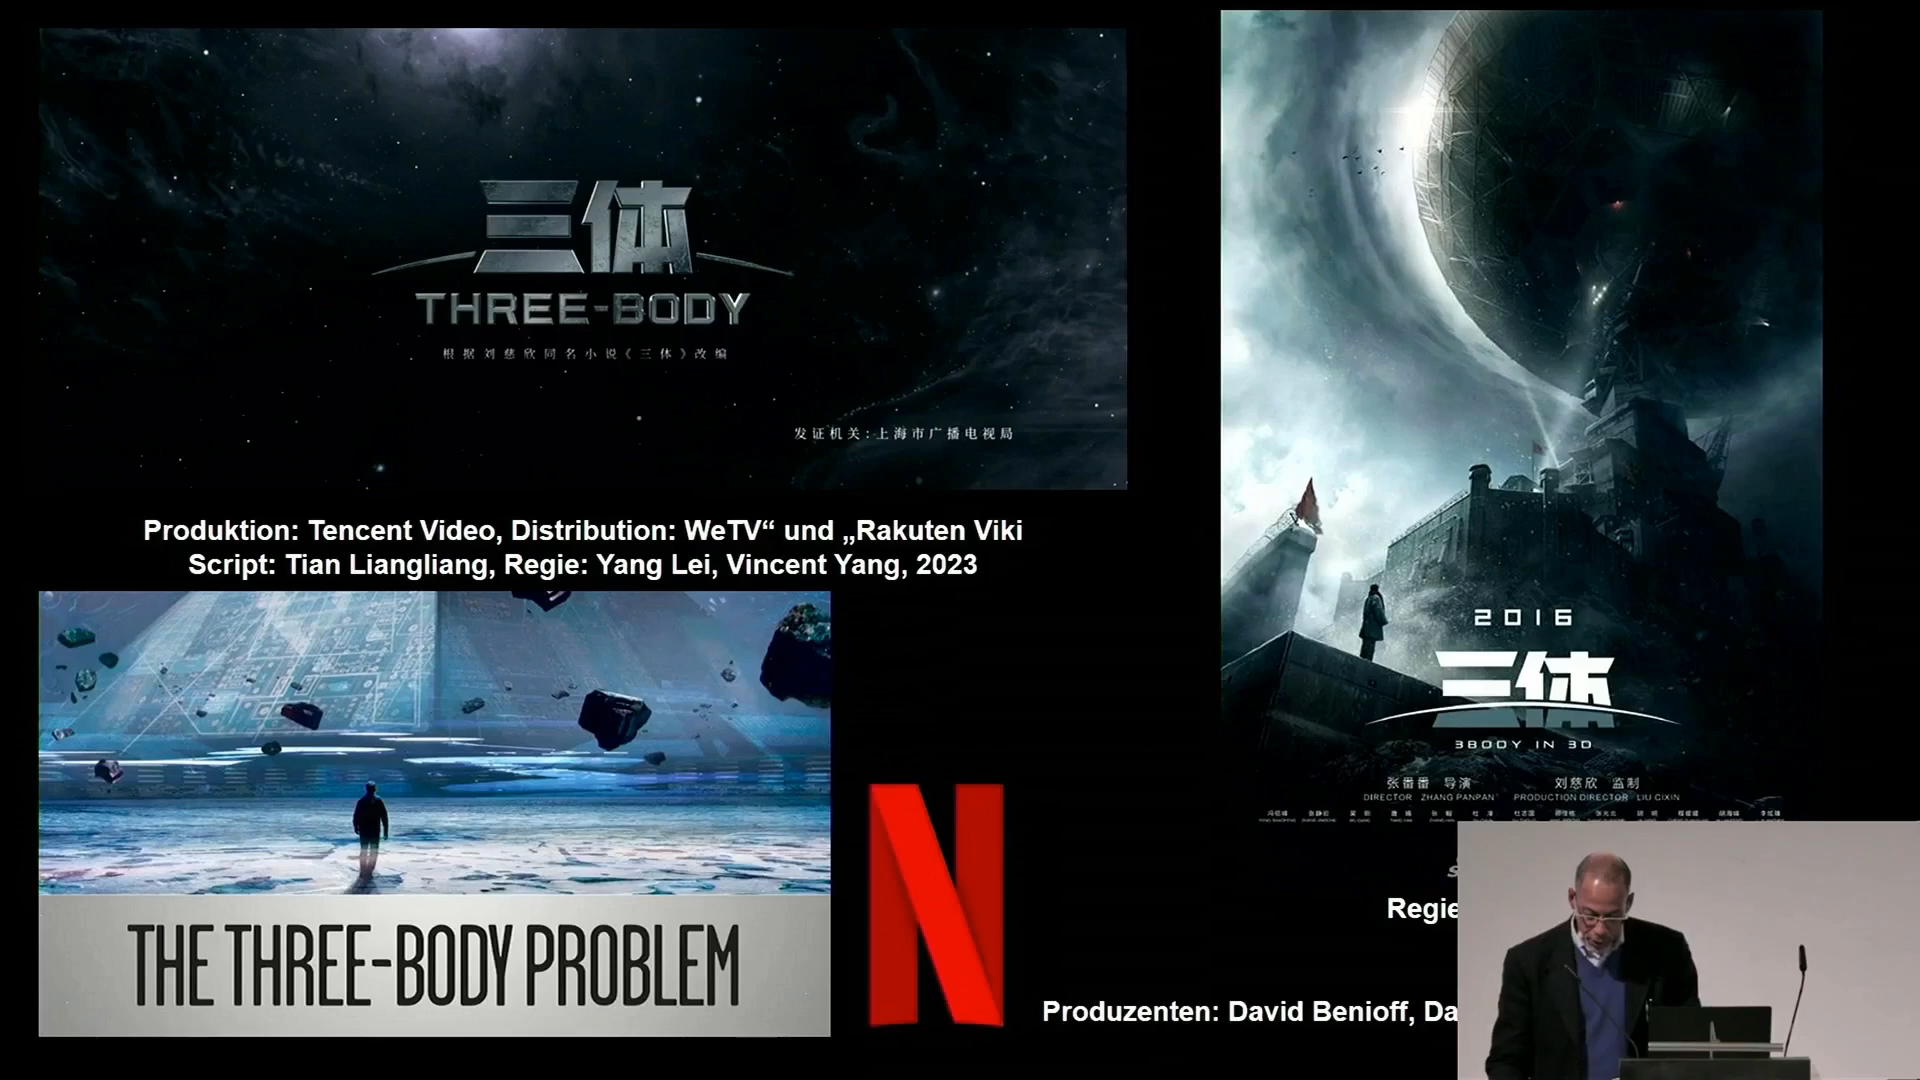 三体
THREE-BODY
根据刘慈欣同名小说《三体》改编
发证机关:上海市广播电视局
Produktion: Tencent Video, Distribution: WeTV“ und „Rakuten Viki
Script: Tian Liangliang, Regie: Yang Lei, Vincent Yang, 2023
THE THREE-BODY PROBLEM
N
2016
三体
3BODY IN 3D
张番番 导演 刘慈欣 监制
DIRECTOR ZHANG PANPAN PRODUCTION DIRECTOR LIU CIXIN
Regie
Produzenten: David Benioff, Da